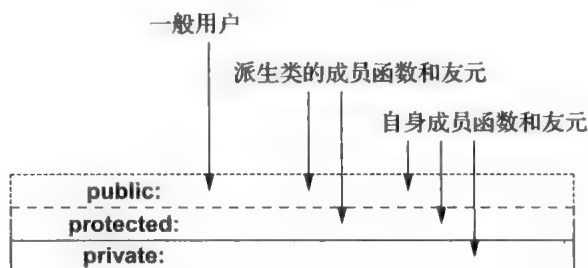 一般用户
派生类的成员函数和友元
自身成员函数和友元
public:
protected:
private: